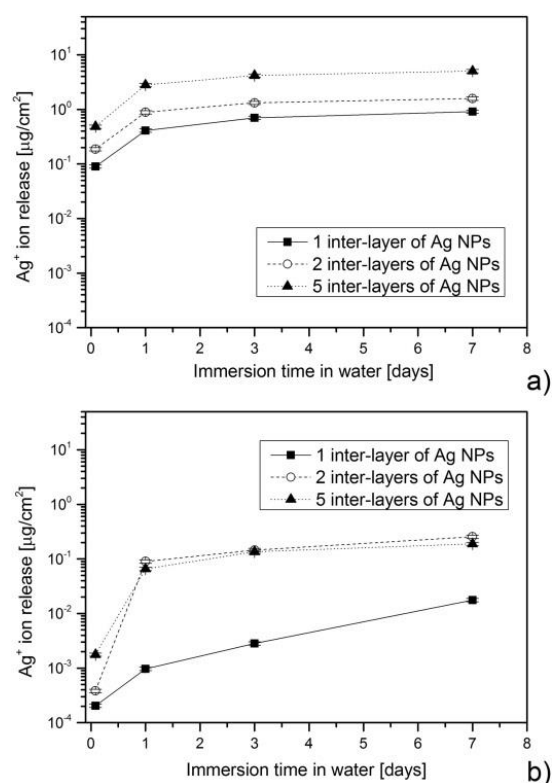 10¹
10⁰
10⁻¹
10⁻²
10⁻³
10⁻⁴
Ag⁺ ion release [µg/cm²]
1 inter-layer of Ag NPs
2 inter-layers of Ag NPs
5 inter-layers of Ag NPs
0 1 2 3 4 5 6 7 8
Immersion time in water [days]
a)
10¹
10⁰
10⁻¹
10⁻²
10⁻³
10⁻⁴
Ag⁺ ion release [µg/cm²]
1 inter-layer of Ag NPs
2 inter-layers of Ag NPs
5 inter-layers of Ag NPs
0 1 2 3 4 5 6 7 8
Immersion time in water [days]
b)